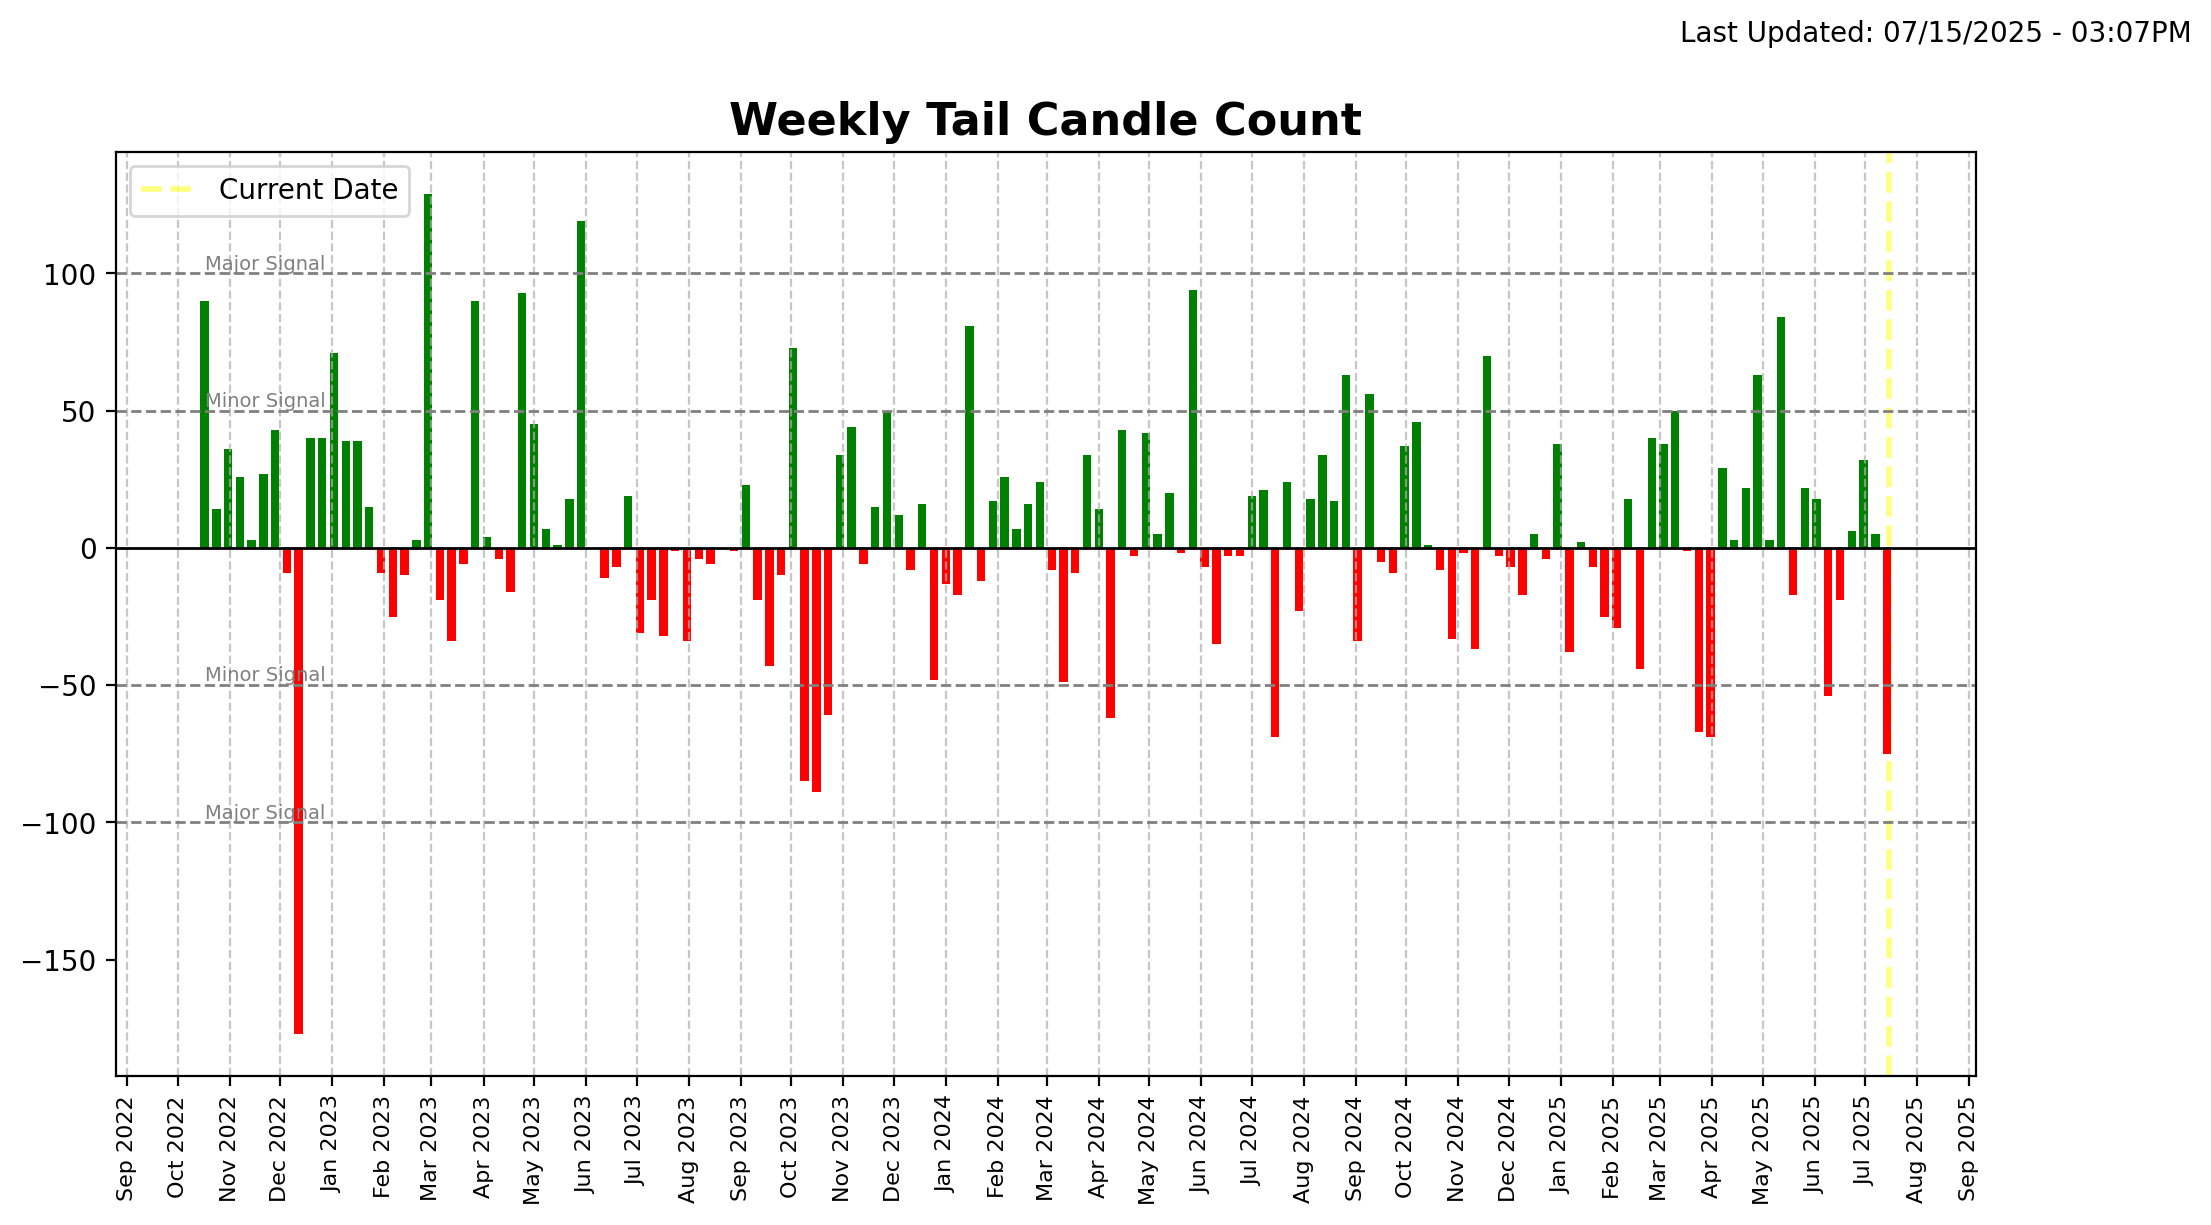 Last Updated: 07/15/2025 - 03:07PM
Weekly Tail Candle Count
Current Date
Major Signal
100
Minor Signal
50
0
Minor Signal
−50
Major Signal
−100
−150
Sep 2022
Oct 2022
Nov 2022
Dec 2022
Jan 2023
Feb 2023
Mar 2023
Apr 2023
May 2023
Jun 2023
Jul 2023
Aug 2023
Sep 2023
Oct 2023
Nov 2023
Dec 2023
Jan 2024
Feb 2024
Mar 2024
Apr 2024
May 2024
Jun 2024
Jul 2024
Aug 2024
Sep 2024
Oct 2024
Nov 2024
Dec 2024
Jan 2025
Feb 2025
Mar 2025
Apr 2025
May 2025
Jun 2025
Jul 2025
Aug 2025
Sep 2025